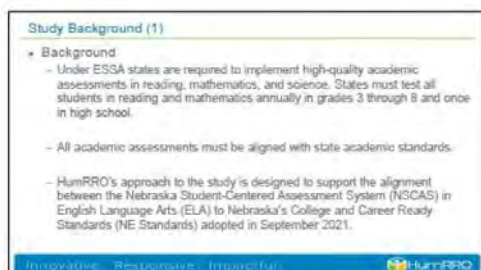 Study Background (1)
• Background
– Under ESSA states are required to implement high-quality academic
assessments in reading, mathematics, and science. States must test all
students in reading and mathematics annually in grades 3 through 8 and once
in high school.
– All academic assessments must be aligned with state academic standards.
– HumRRO's approach to the study is designed to support the alignment
between the Nebraska Student-Centered Assessment System (NSCAS) in
English Language Arts (ELA) to Nebraska's College and Career Ready
Standards (NE Standards) adopted in September 2021.
Innovative. Responsive. Impactful. HumRRO